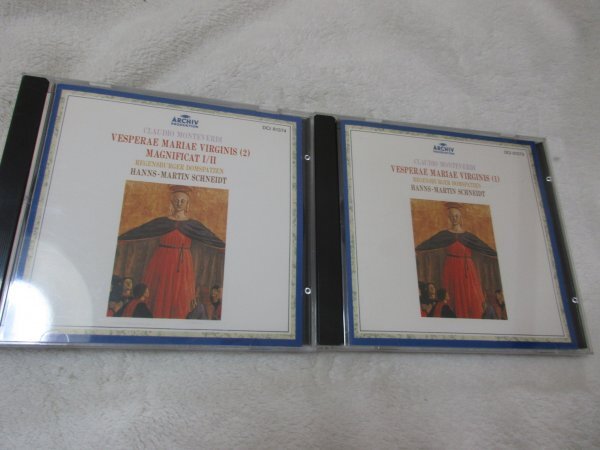 ARCHIV
PRODUKTION
CLAUDIO MONTEVERDI
VESPERAE MARIAE VIRGINIS (2)
MAGNIFICAT I/II
REGENSBURGER DOMSPATZEN
HANNS-MARTIN SCHNEIDT
ARCHIV
CLAUDIO MONTEVERDI
VESPERAE MARIAE VIRGINIS (1)
REGENSBURGER DOMSPATZEN
HANNS-MARTIN SCHNEIDT